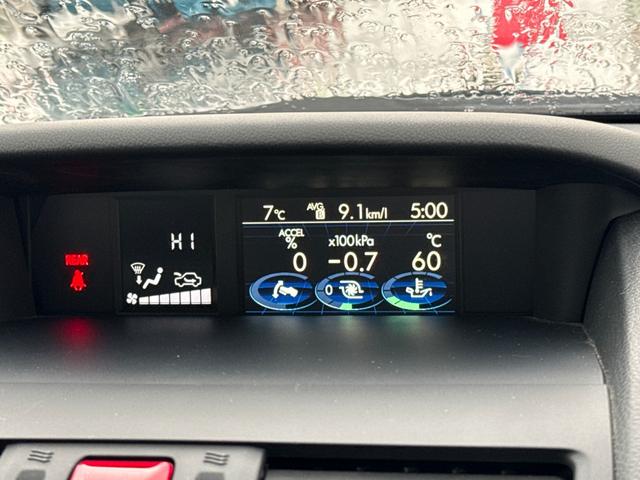 7°C AVG B 9.1km/l 5:00
HI
ACCEL
% x100kPa °C
0 -0.7 60
REAR
0